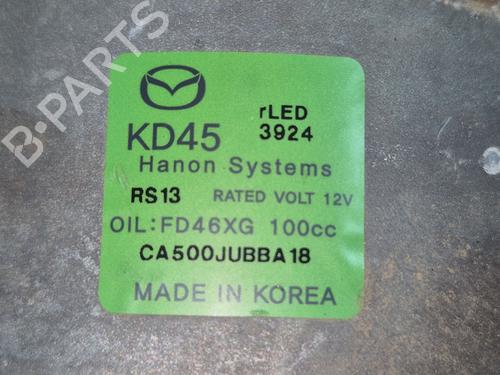 rLED
KD45 3924
Hanon Systems
RS13 RATED VOLT 12V
OIL:FD46XG 100cc
CA500JUBBA18
MADE IN KOREA
B-PARTS